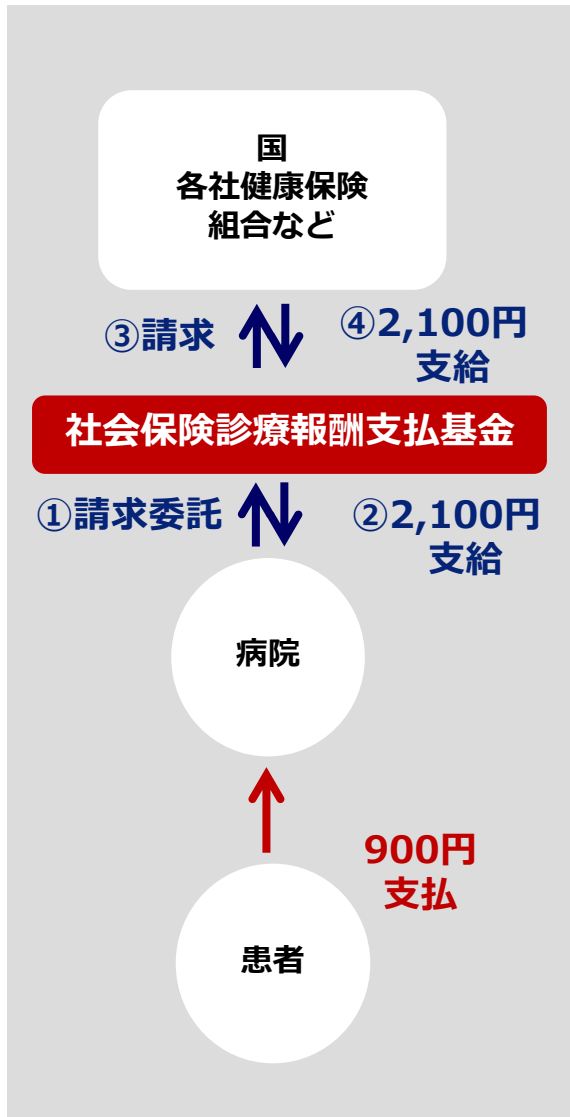 国
各社健康保険
組合など
③請求
④2,100円
支給
社会保険診療報酬支払基金
①請求委託
②2,100円
支給
病院
900円
支払
患者